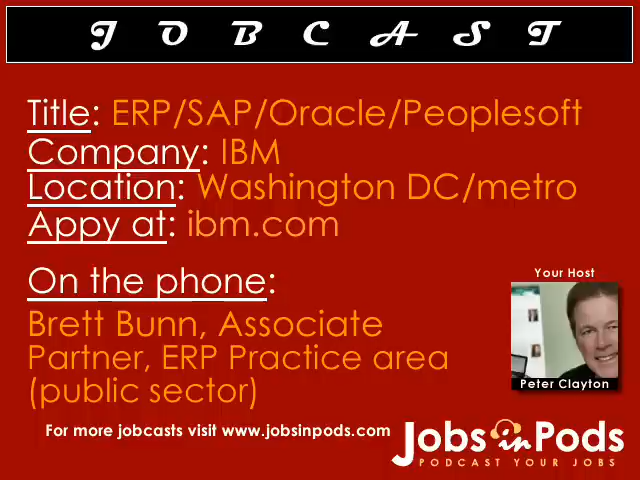 JOBCAST
Title: ERP/SAP/Oracle/Peoplesoft
Company: IBM
Location: Washington DC/metro
Appy at: ibm.com
On the phone:
Brett Bunn, Associate
Partner, ERP Practice area
(public sector)
Your Host
Peter Clayton
For more jobcasts visit www.jobsinpods.com
Jobs in Pods
PODCAST YOUR JOBS